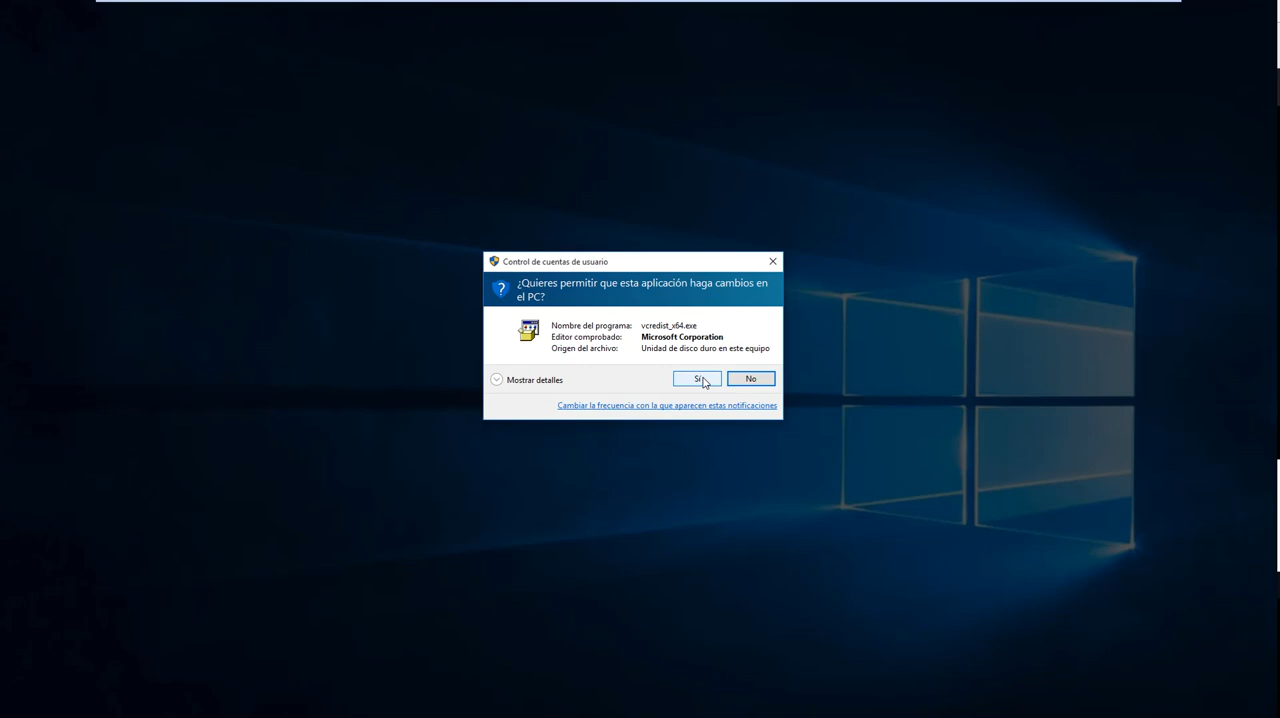 Control de cuentas de usuario
¿Quieres permitir que esta aplicación haga cambios en
el PC?
Nombre del programa: vcredist_x64.exe
Editor comprobado: Microsoft Corporation
Origen del archivo: Unidad de disco duro en este equipo
Mostrar detalles
Sí
No
Cambiar la frecuencia con la que aparecen estas notificaciones